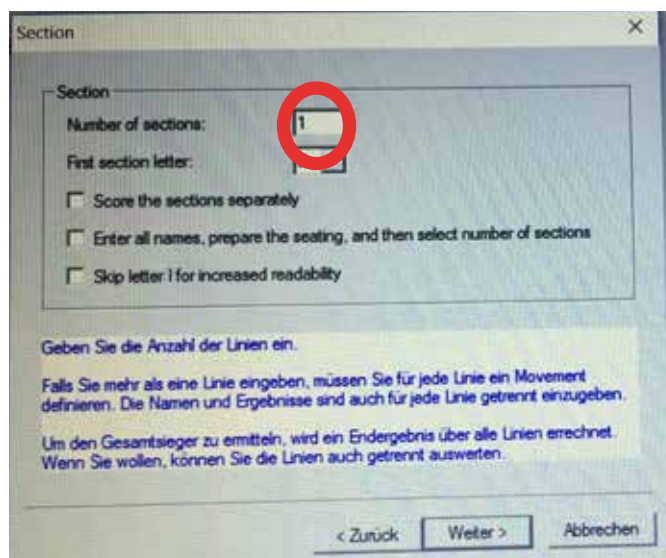 Section
Section
Number of sections:
1
First section letter:
Score the sections separately
Enter all names, prepare the seating, and then select number of sections
Skip letter I for increased readability
Geben Sie die Anzahl der Linien ein.
Falls Sie mehr als eine Linie eingeben, müssen Sie für jede Linie ein Movement
definieren. Die Namen und Ergebnisse sind auch für jede Linie getrennt einzugeben.
Um den Gesamtsieger zu ermitteln, wird ein Endergebnis über alle Linien errechnet.
Wenn Sie wollen, können Sie die Linien auch getrennt auswerten.
< Zurück
Weiter >
Abbrechen